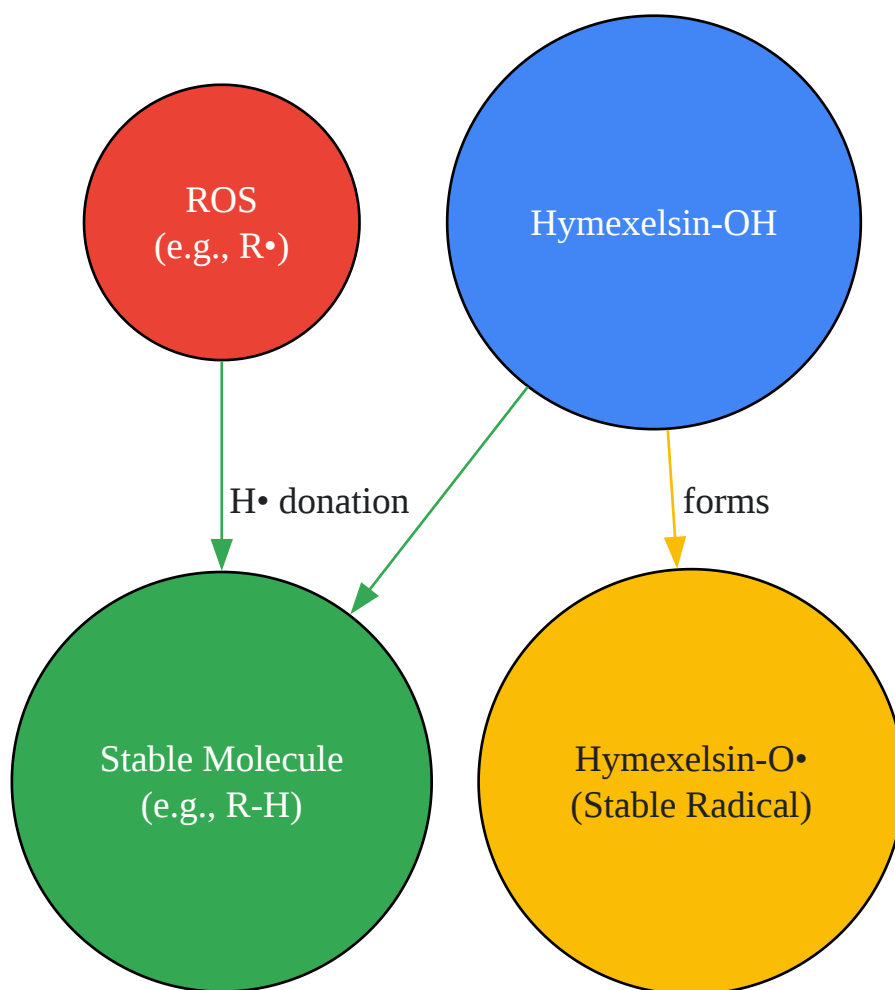 ROS
(e.g., R•)
Hymexelsin-OH
H• donation
forms
Stable Molecule
(e.g., R-H)
Hymexelsin-O•
(Stable Radical)